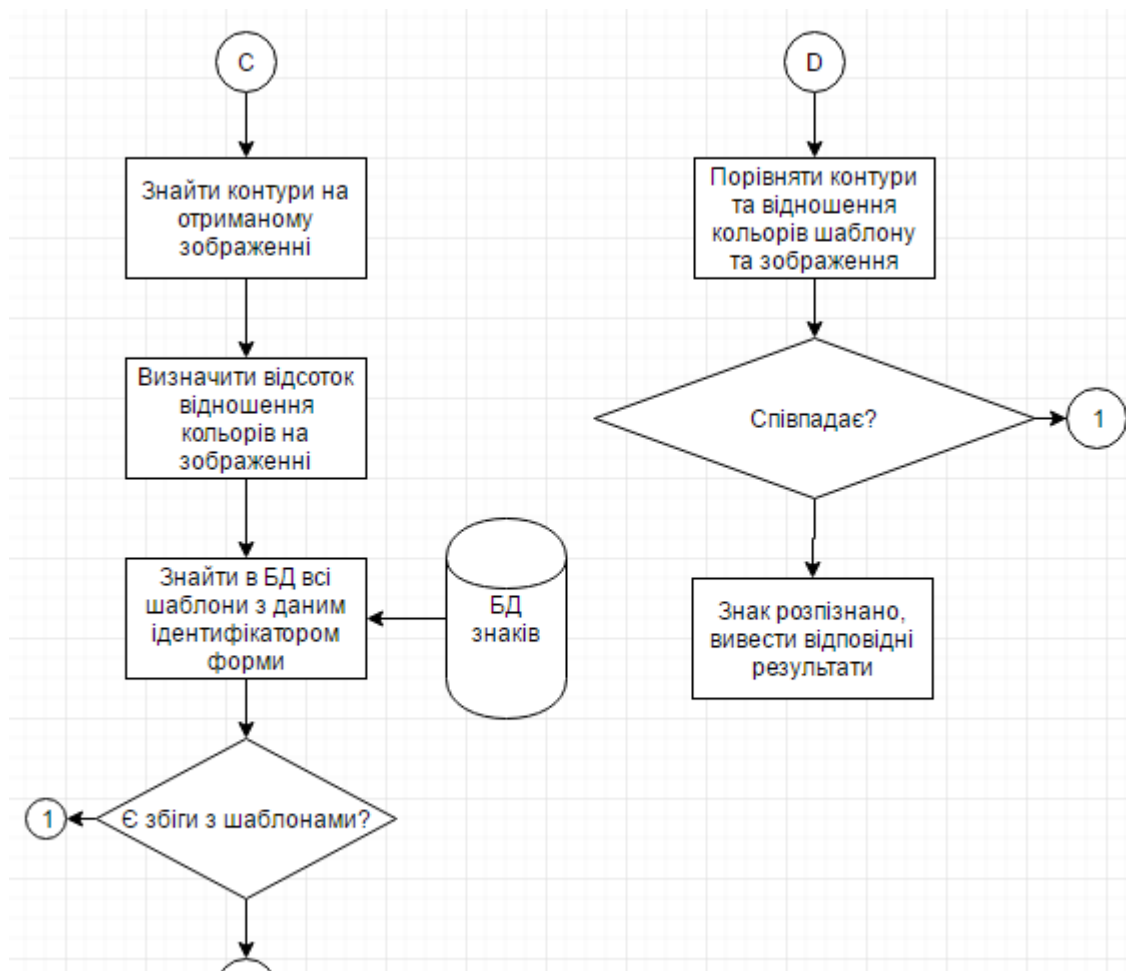 C
Знайти контури на
отриманому
зображенні
Визначити відсоток
відношення
кольорів на
зображенні
Знайти в БД всі
шаблони з даним
ідентифікатором
форми
БД
знаків
Є збіги з шаблонами?
1
D
Порівняти контури
та відношення
кольорів шаблону
та зображення
Співпадає?
1
Знак розпізнано,
вивести відповідні
результати